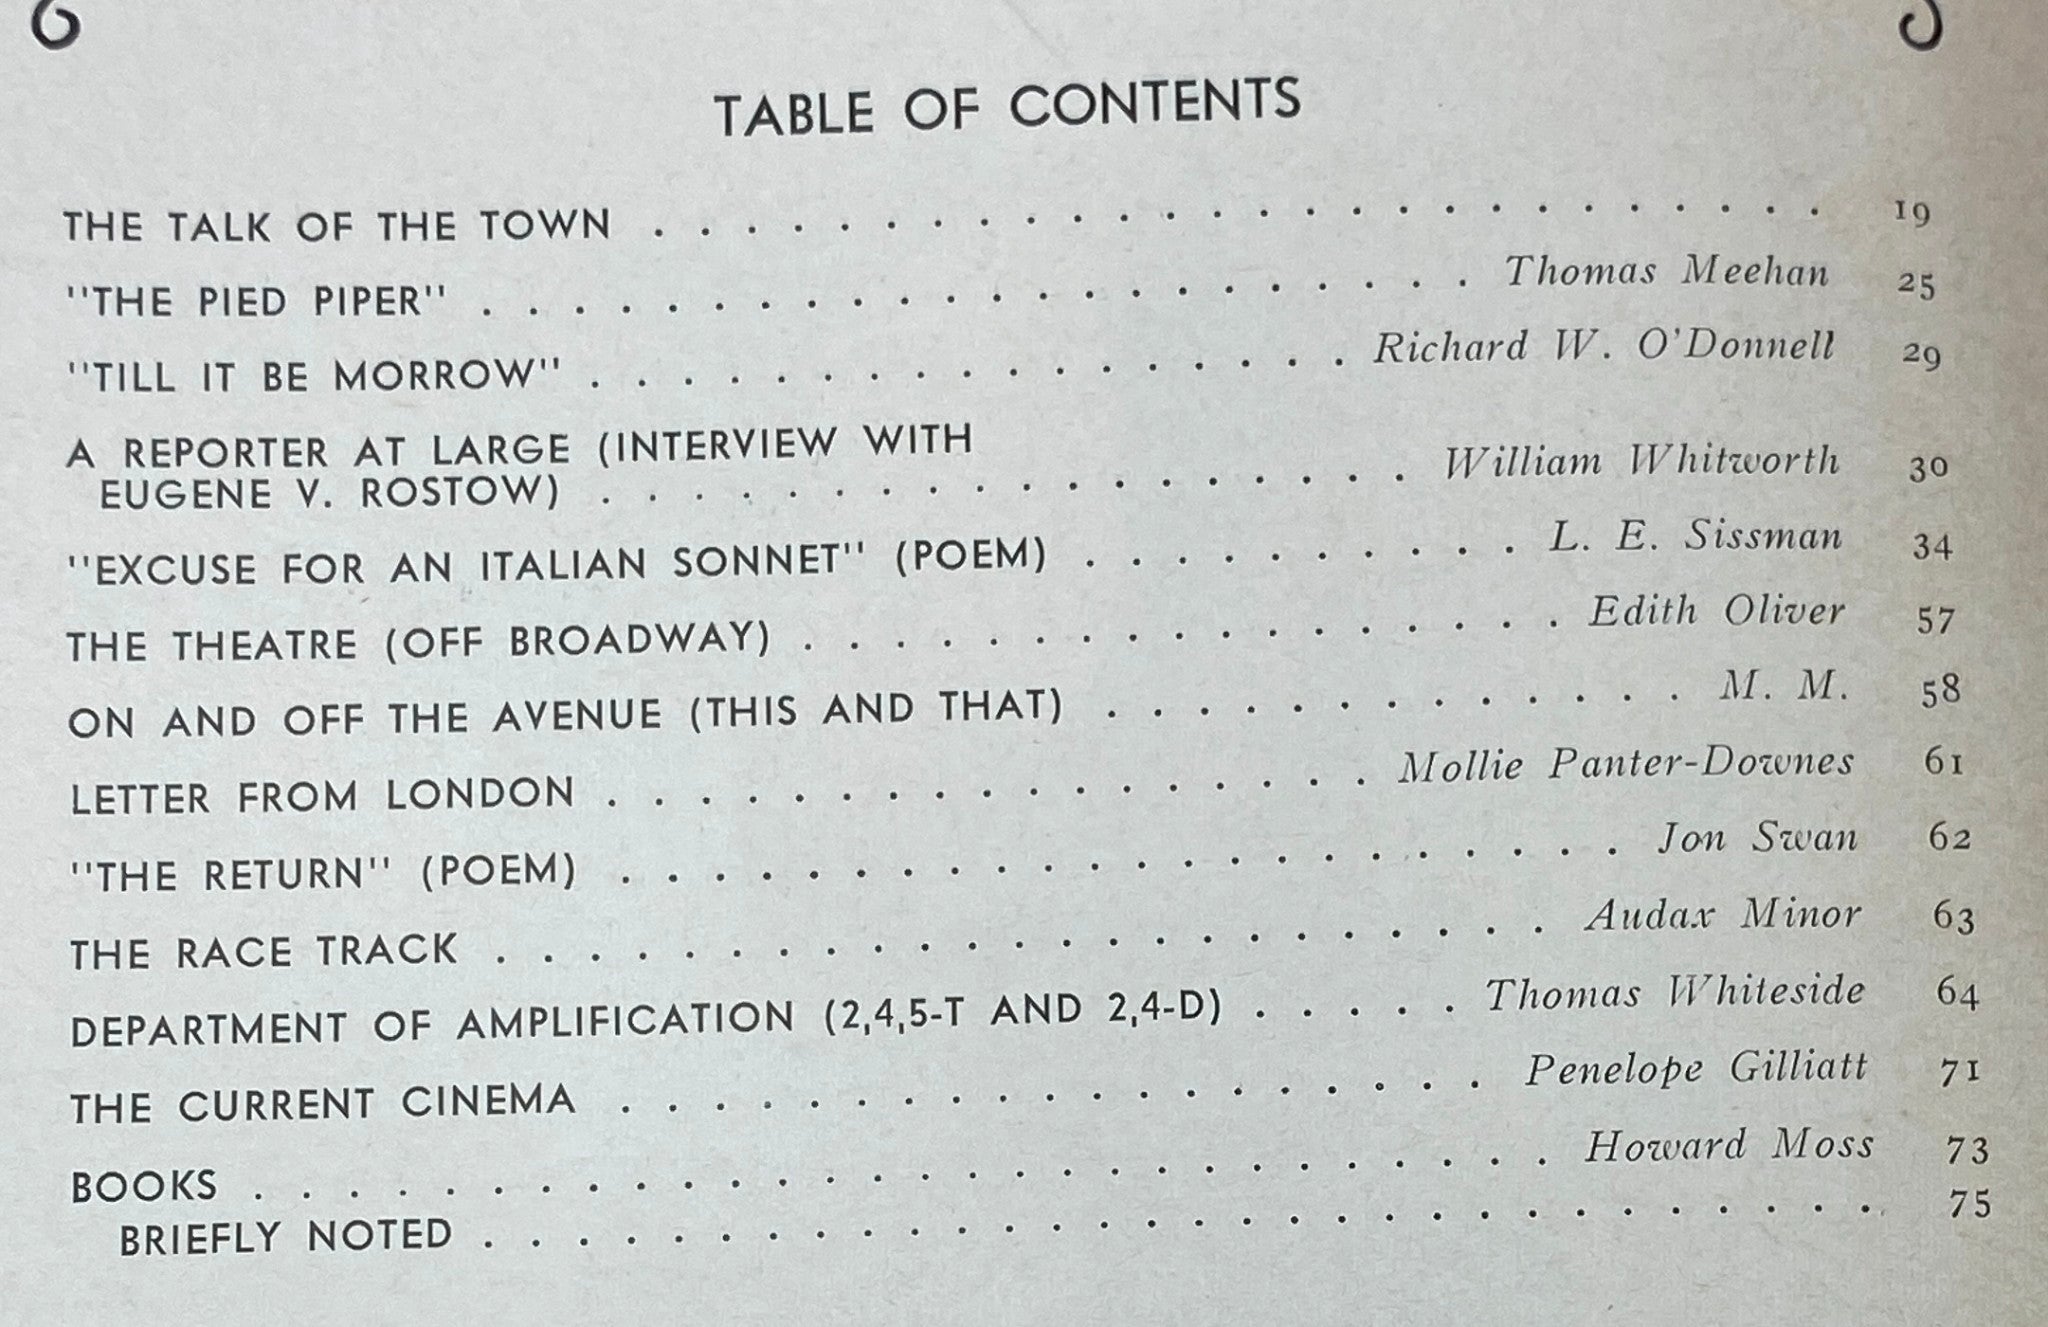 TABLE OF CONTENTS
THE TALK OF THE TOWN . . . . . . . . . . . . . . . . . . . . . . . . . . 19
"THE PIED PIPER" . . . . . . . . . . . . . . . . . . . . . . Thomas Meehan 25
"TILL IT BE MORROW" . . . . . . . . . . . . . . . . . Richard W. O'Donnell 29
A REPORTER AT LARGE (INTERVIEW WITH
EUGENE V. ROSTOW) . . . . . . . . . . . . . . . . . . William Whitworth 30
"EXCUSE FOR AN ITALIAN SONNET" (POEM) . . . . . . . . . . L. E. Sissman 34
THE THEATRE (OFF BROADWAY) . . . . . . . . . . . . . . . . . Edith Oliver 57
ON AND OFF THE AVENUE (THIS AND THAT) . . . . . . . . . . . . . M. M. 58
LETTER FROM LONDON . . . . . . . . . . . . . . . . . Mollie Panter-Downes 61
"THE RETURN" (POEM) . . . . . . . . . . . . . . . . . . . . . . Jon Swan 62
THE RACE TRACK . . . . . . . . . . . . . . . . . . . . . . . Audax Minor 63
DEPARTMENT OF AMPLIFICATION (2,4,5-T AND 2,4-D) . . . . . Thomas Whiteside 64
THE CURRENT CINEMA . . . . . . . . . . . . . . . . . . . Penelope Gilliatt 71
BOOKS . . . . . . . . . . . . . . . . . . . . . . . . . . . . Howard Moss 73
BRIEFLY NOTED . . . . . . . . . . . . . . . . . . . . . . . . . . . . . . 75